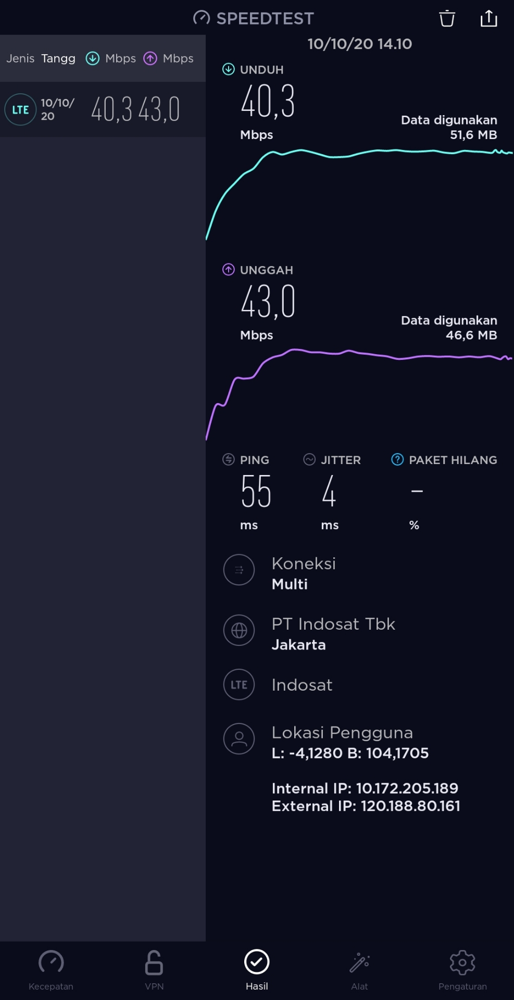 SPEEDTEST
Jenis Tangg Mbps Mbps
LTE 10/10/
20
40,3 43,0
10/10/20 14.10
UNDUH
40,3
Mbps
Data digunakan
51,6 MB
UNGGAH
43,0
Mbps
Data digunakan
46,6 MB
PING JITTER PAKET HILANG
55 4 –
ms ms %
Koneksi
Multi
PT Indosat Tbk
Jakarta
LTE Indosat
Lokasi Pengguna
L: -4,1280 B: 104,1705
Internal IP: 10.172.205.189
External IP: 120.188.80.161
Kecepatan VPN Hasil Alat Pengaturan